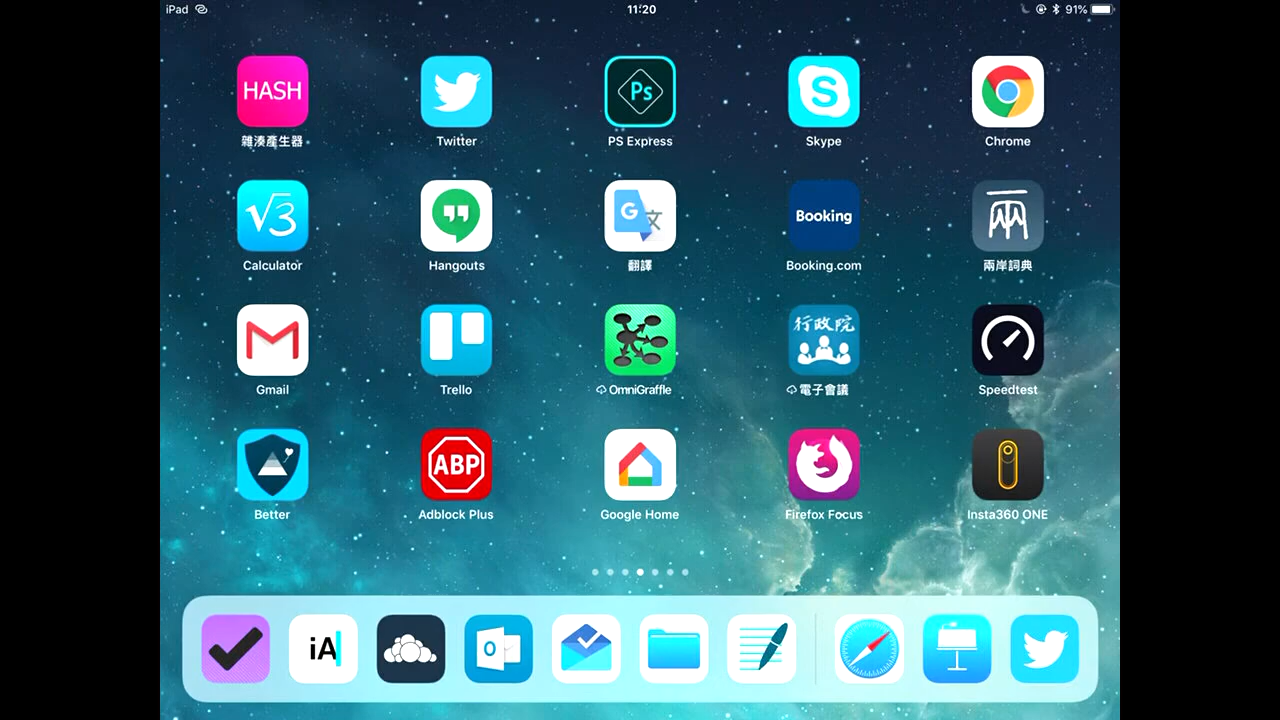 iPad
11:20
91%
HASH
Ps
雜湊產生器
Twitter
PS Express
Skype
Chrome
√3
Booking
兩
Calculator
Hangouts
翻譯
Booking.com
兩岸詞典
行政院
Gmail
Trello
OmniGraffle
電子會議
Speedtest
ABP
Better
Adblock Plus
Google Home
Firefox Focus
Insta360 ONE
iA